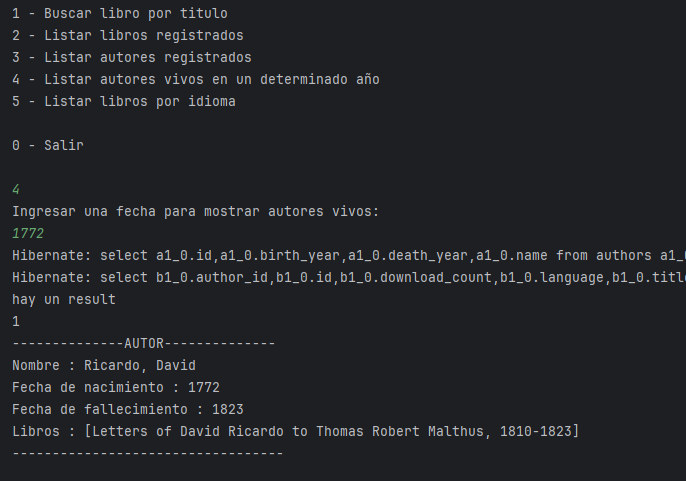 1 - Buscar libro por titulo
2 - Listar libros registrados
3 - Listar autores registrados
4 - Listar autores vivos en un determinado año
5 - Listar libros por idioma
0 - Salir
4
Ingresar una fecha para mostrar autores vivos:
1772
Hibernate: select a1_0.id,a1_0.birth_year,a1_0.death_year,a1_0.name from authors a1_0
Hibernate: select b1_0.author_id,b1_0.id,b1_0.download_count,b1_0.language,b1_0.title
hay un result
1
--------------AUTOR--------------
Nombre : Ricardo, David
Fecha de nacimiento : 1772
Fecha de fallecimiento : 1823
Libros : [Letters of David Ricardo to Thomas Robert Malthus, 1810-1823]
----------------------------------